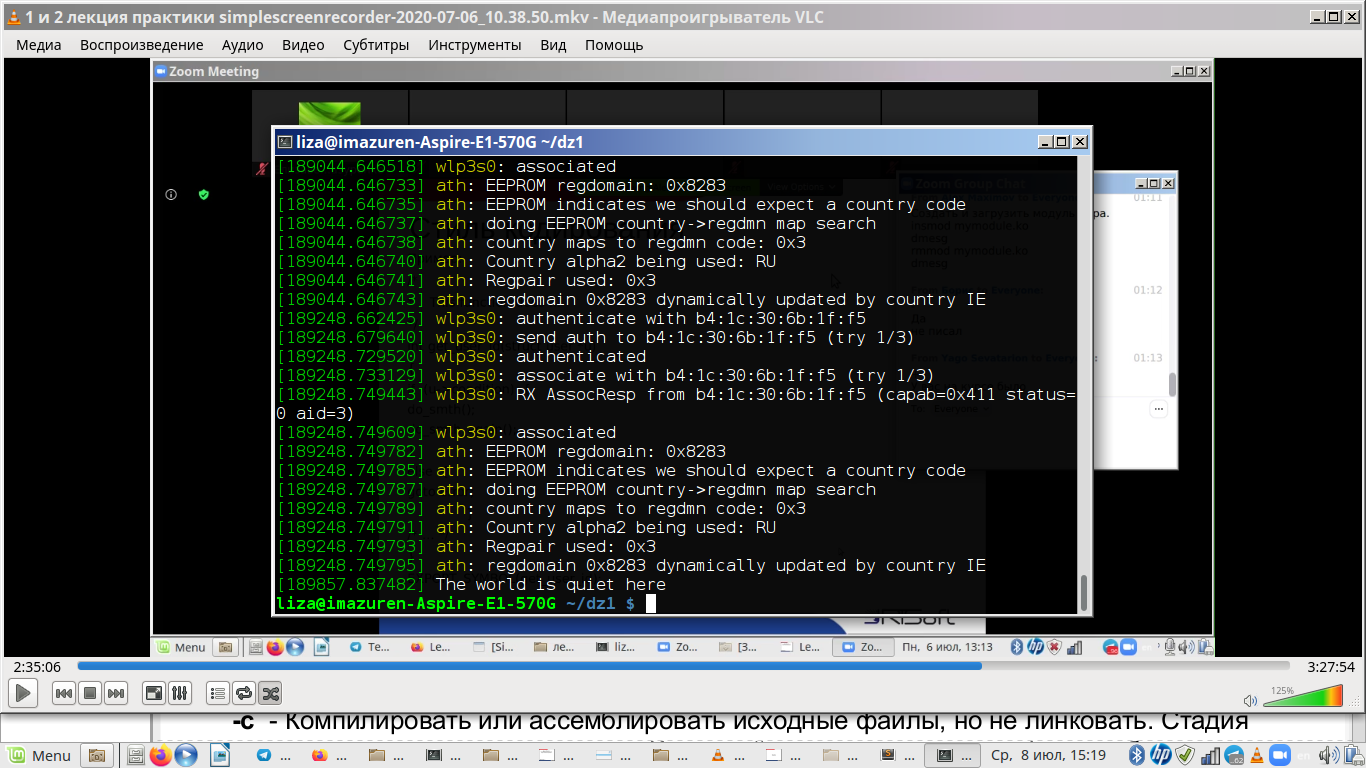 1 и 2 лекция практики simplescreenrecorder-2020-07-06_10.38.50.mkv - Медиапроигрыватель VLC
Медиа Воспроизведение Аудио Видео Субтитры Инструменты Вид Помощь
Zoom Meeting
liza@imazuren-Aspire-E1-570G ~/dz1
[189044.646518] wlp3s0: associated
[189044.646733] ath: EEPROM regdomain: 0x8283
[189044.646735] ath: EEPROM indicates we should expect a country code
[189044.646737] ath: doing EEPROM country->regdmn map search
[189044.646738] ath: country maps to regdmn code: 0x3
[189044.646740] ath: Country alpha2 being used: RU
[189044.646741] ath: Regpair used: 0x3
[189044.646743] ath: regdomain 0x8283 dynamically updated by country IE
[189248.662425] wlp3s0: authenticate with b4:1c:30:6b:1f:f5
[189248.679640] wlp3s0: send auth to b4:1c:30:6b:1f:f5 (try 1/3)
[189248.729520] wlp3s0: authenticated
[189248.733129] wlp3s0: associate with b4:1c:30:6b:1f:f5 (try 1/3)
[189248.749443] wlp3s0: RX AssocResp from b4:1c:30:6b:1f:f5 (capab=0x411 status=
0 aid=3)
[189248.749609] wlp3s0: associated
[189248.749782] ath: EEPROM regdomain: 0x8283
[189248.749785] ath: EEPROM indicates we should expect a country code
[189248.749787] ath: doing EEPROM country->regdmn map search
[189248.749789] ath: country maps to regdmn code: 0x3
[189248.749791] ath: Country alpha2 being used: RU
[189248.749793] ath: Regpair used: 0x3
[189248.749795] ath: regdomain 0x8283 dynamically updated by country IE
[189857.837482] The world is quiet here
liza@imazuren-Aspire-E1-570G ~/dz1 $
Zoom Group Chat
01:11
загрузить модуль
insmod mymodule.ko
dmesg
rmmod mymodule.ko
dmesg
01:12
Да
01:13
do_smth();
Menu Te... Le... [Si... ле... liz... Zo... [З... Le... Zo... Пн, 6 июл, 13:13
2:35:06 3:27:54
125%
-c - Компилировать или ассемблировать исходные файлы, но не линковать. Стадия
Menu ... ... ... ... ... ... ... ... ... ... ... ... ... Ср, 8 июл, 15:19 en